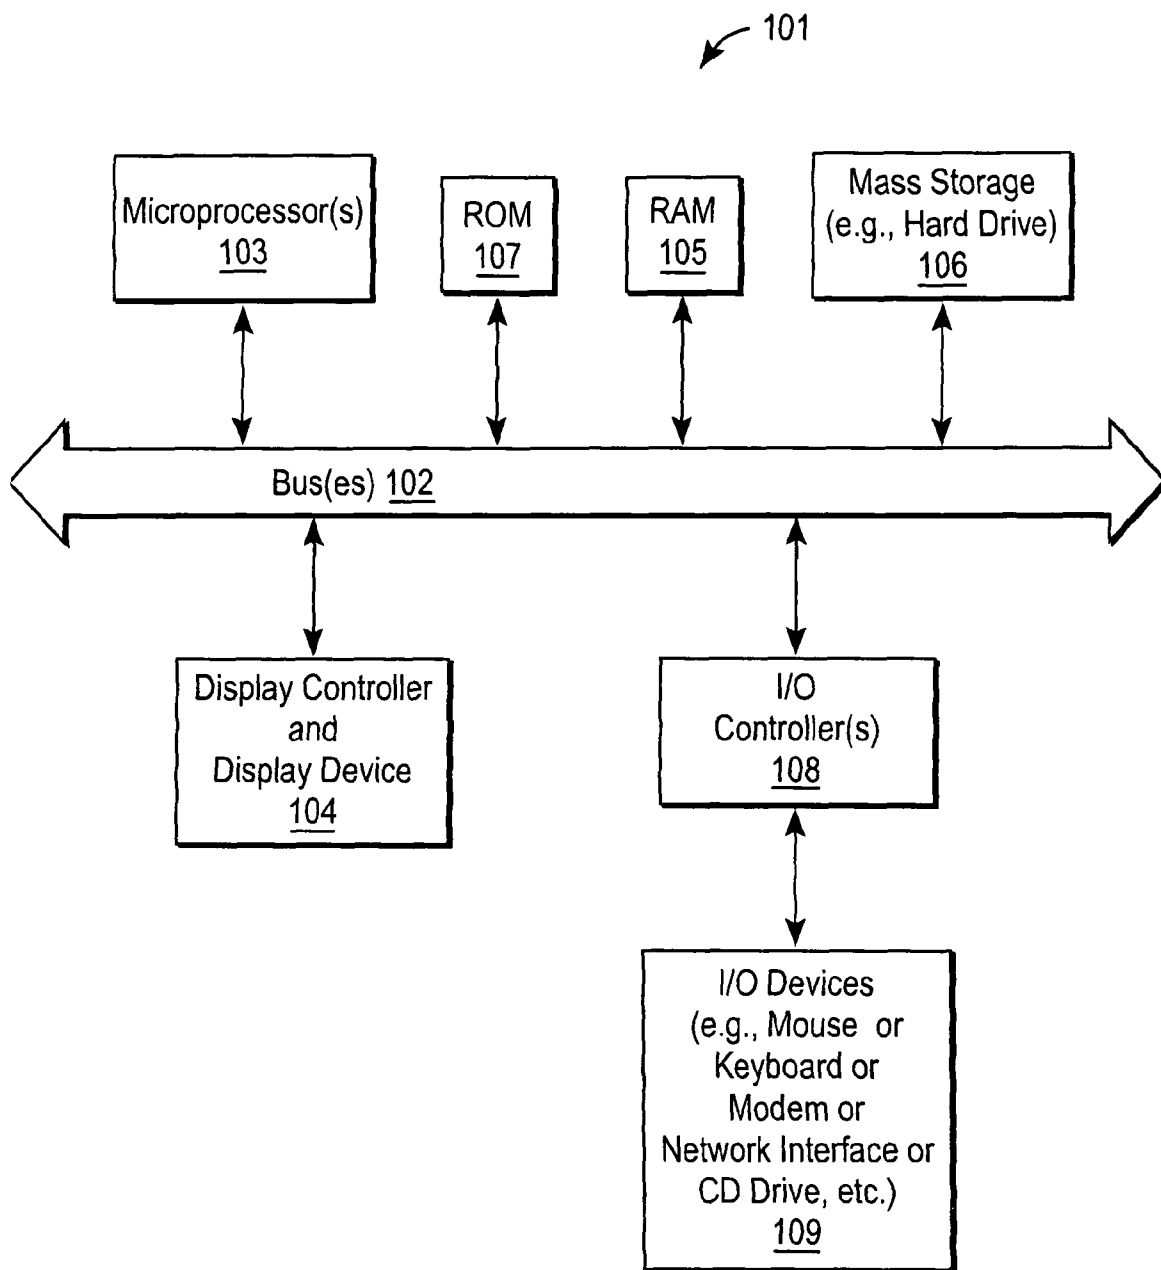 101
Microprocessor(s)
103
ROM
107
RAM
105
Mass Storage
(e.g., Hard Drive)
106
Bus(es) 102
Display Controller
and
Display Device
104
I/O
Controller(s)
108
I/O Devices
(e.g., Mouse or
Keyboard or
Modem or
Network Interface or
CD Drive, etc.)
109